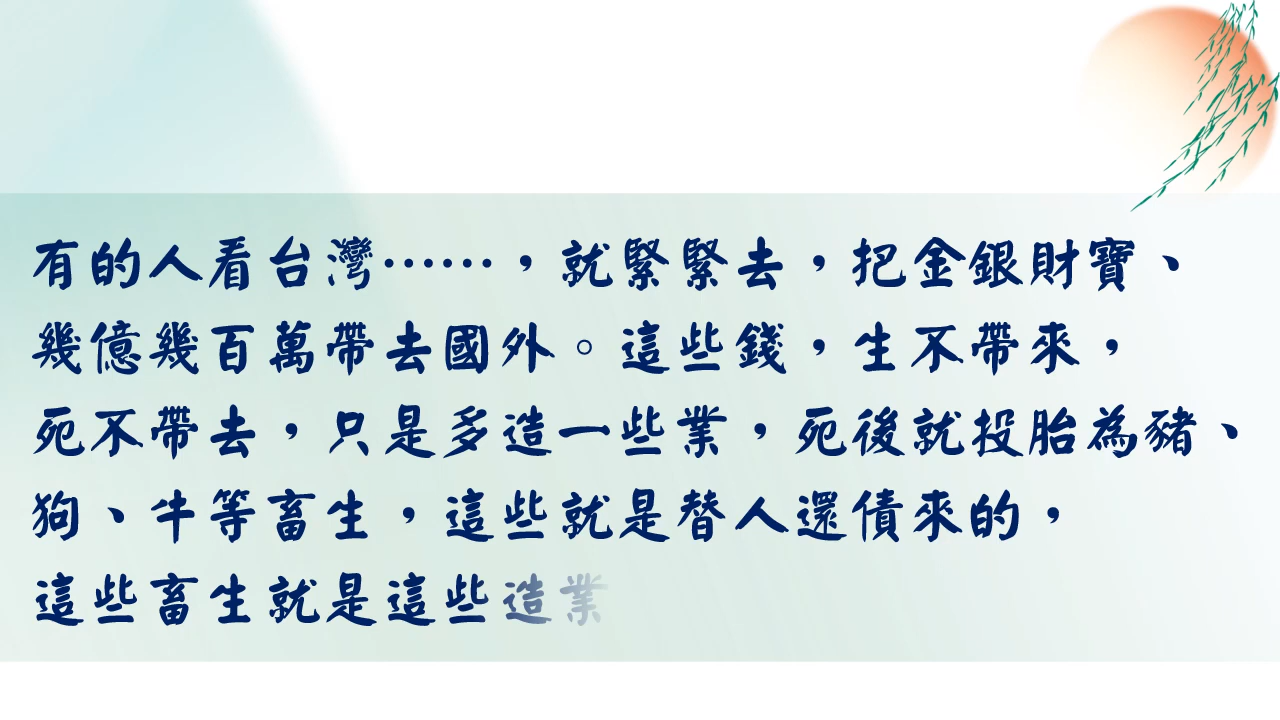 有的人看台灣⋯⋯，就緊緊去，把金銀財寶、
幾億幾百萬帶去國外。這些錢，生不帶來，
死不帶去，只是多造一些業，死後就投胎為豬、
狗、牛等畜生，這些就是替人還債來的，
這些畜生就是這些造業